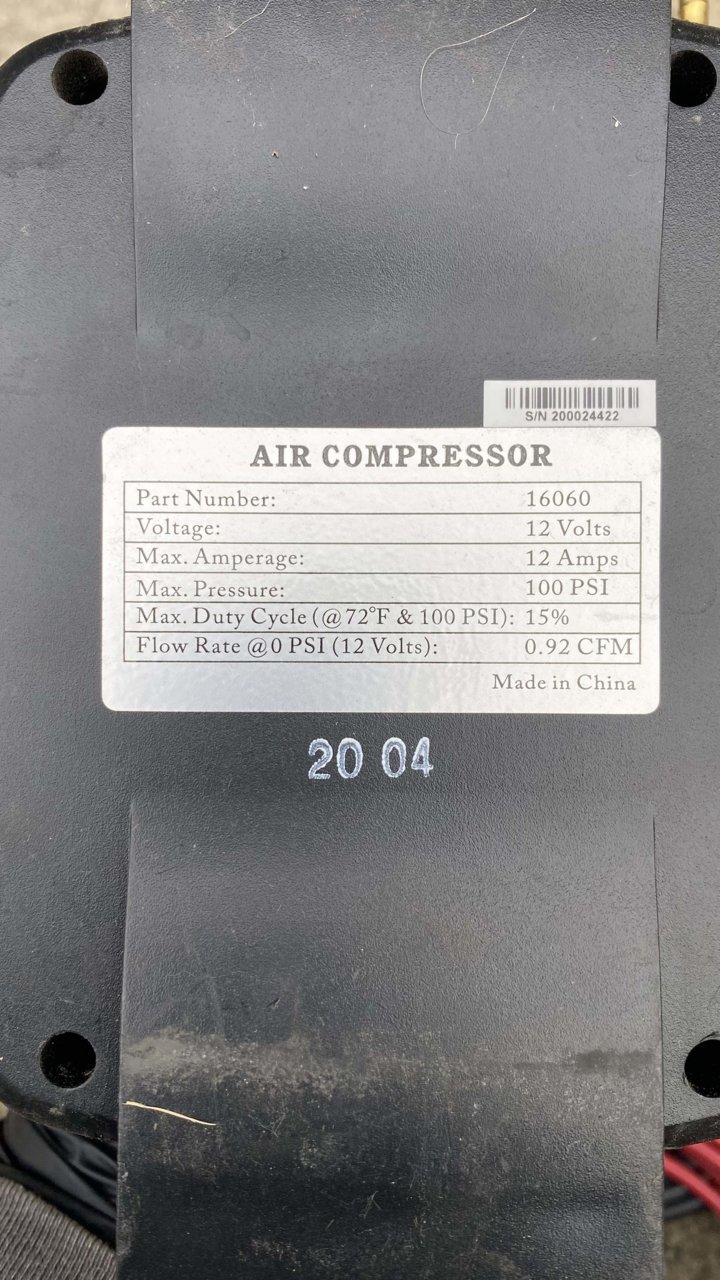 S/N 200024422
AIR COMPRESSOR
Part Number: 16060
Voltage: 12 Volts
Max. Amperage: 12 Amps
Max. Pressure: 100 PSI
Max. Duty Cycle (@72°F & 100 PSI): 15%
Flow Rate @0 PSI (12 Volts): 0.92 CFM
Made in China
20 04